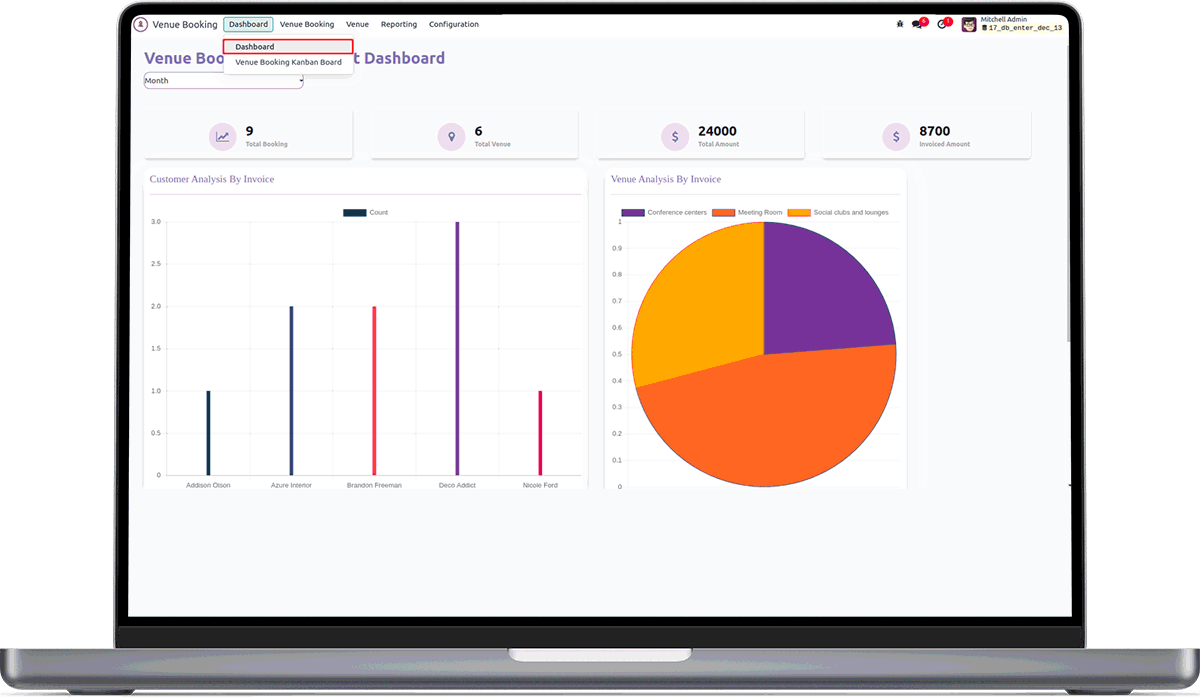 Venue Booking Dashboard Venue Booking Venue Reporting Configuration
6 1 Mitchell Admin
17_db_enter_dec_13
Dashboard
Venue Booking Kanban Board
Venue Boo t Dashboard
Month
9
Total Booking
6
Total Venue
24000
Total Amount
8700
Invoiced Amount
Customer Analysis By Invoice
Count
3.0
2.5
2.0
1.5
1.0
0.5
0
Addison Olson Azure Interior Brandon Freeman Deco Addict Nicole Ford
Venue Analysis By Invoice
Conference centers Meeting Room Social clubs and lounges
1
0.9
0.8
0.7
0.6
0.5
0.4
0.3
0.2
0.1
0